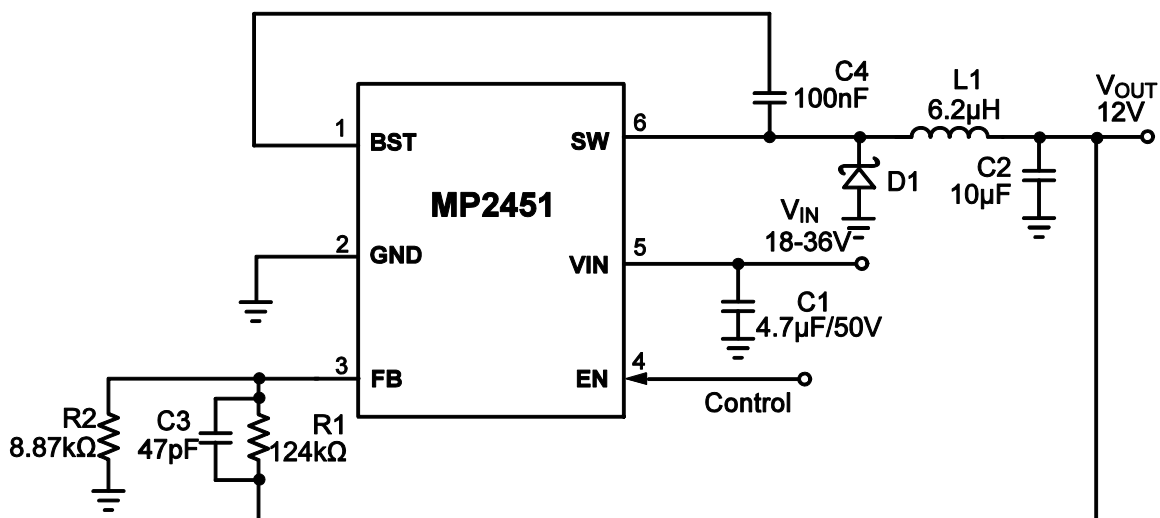 C4
100nF
L1
6.2µH
VOUT
12V
1
BST
SW
6
MP2451
D1
C2
10µF
VIN
18-36V
2
GND
VIN
5
C1
4.7µF/50V
3
FB
EN
4
Control
R2
8.87kΩ
C3
47pF
R1
124kΩ